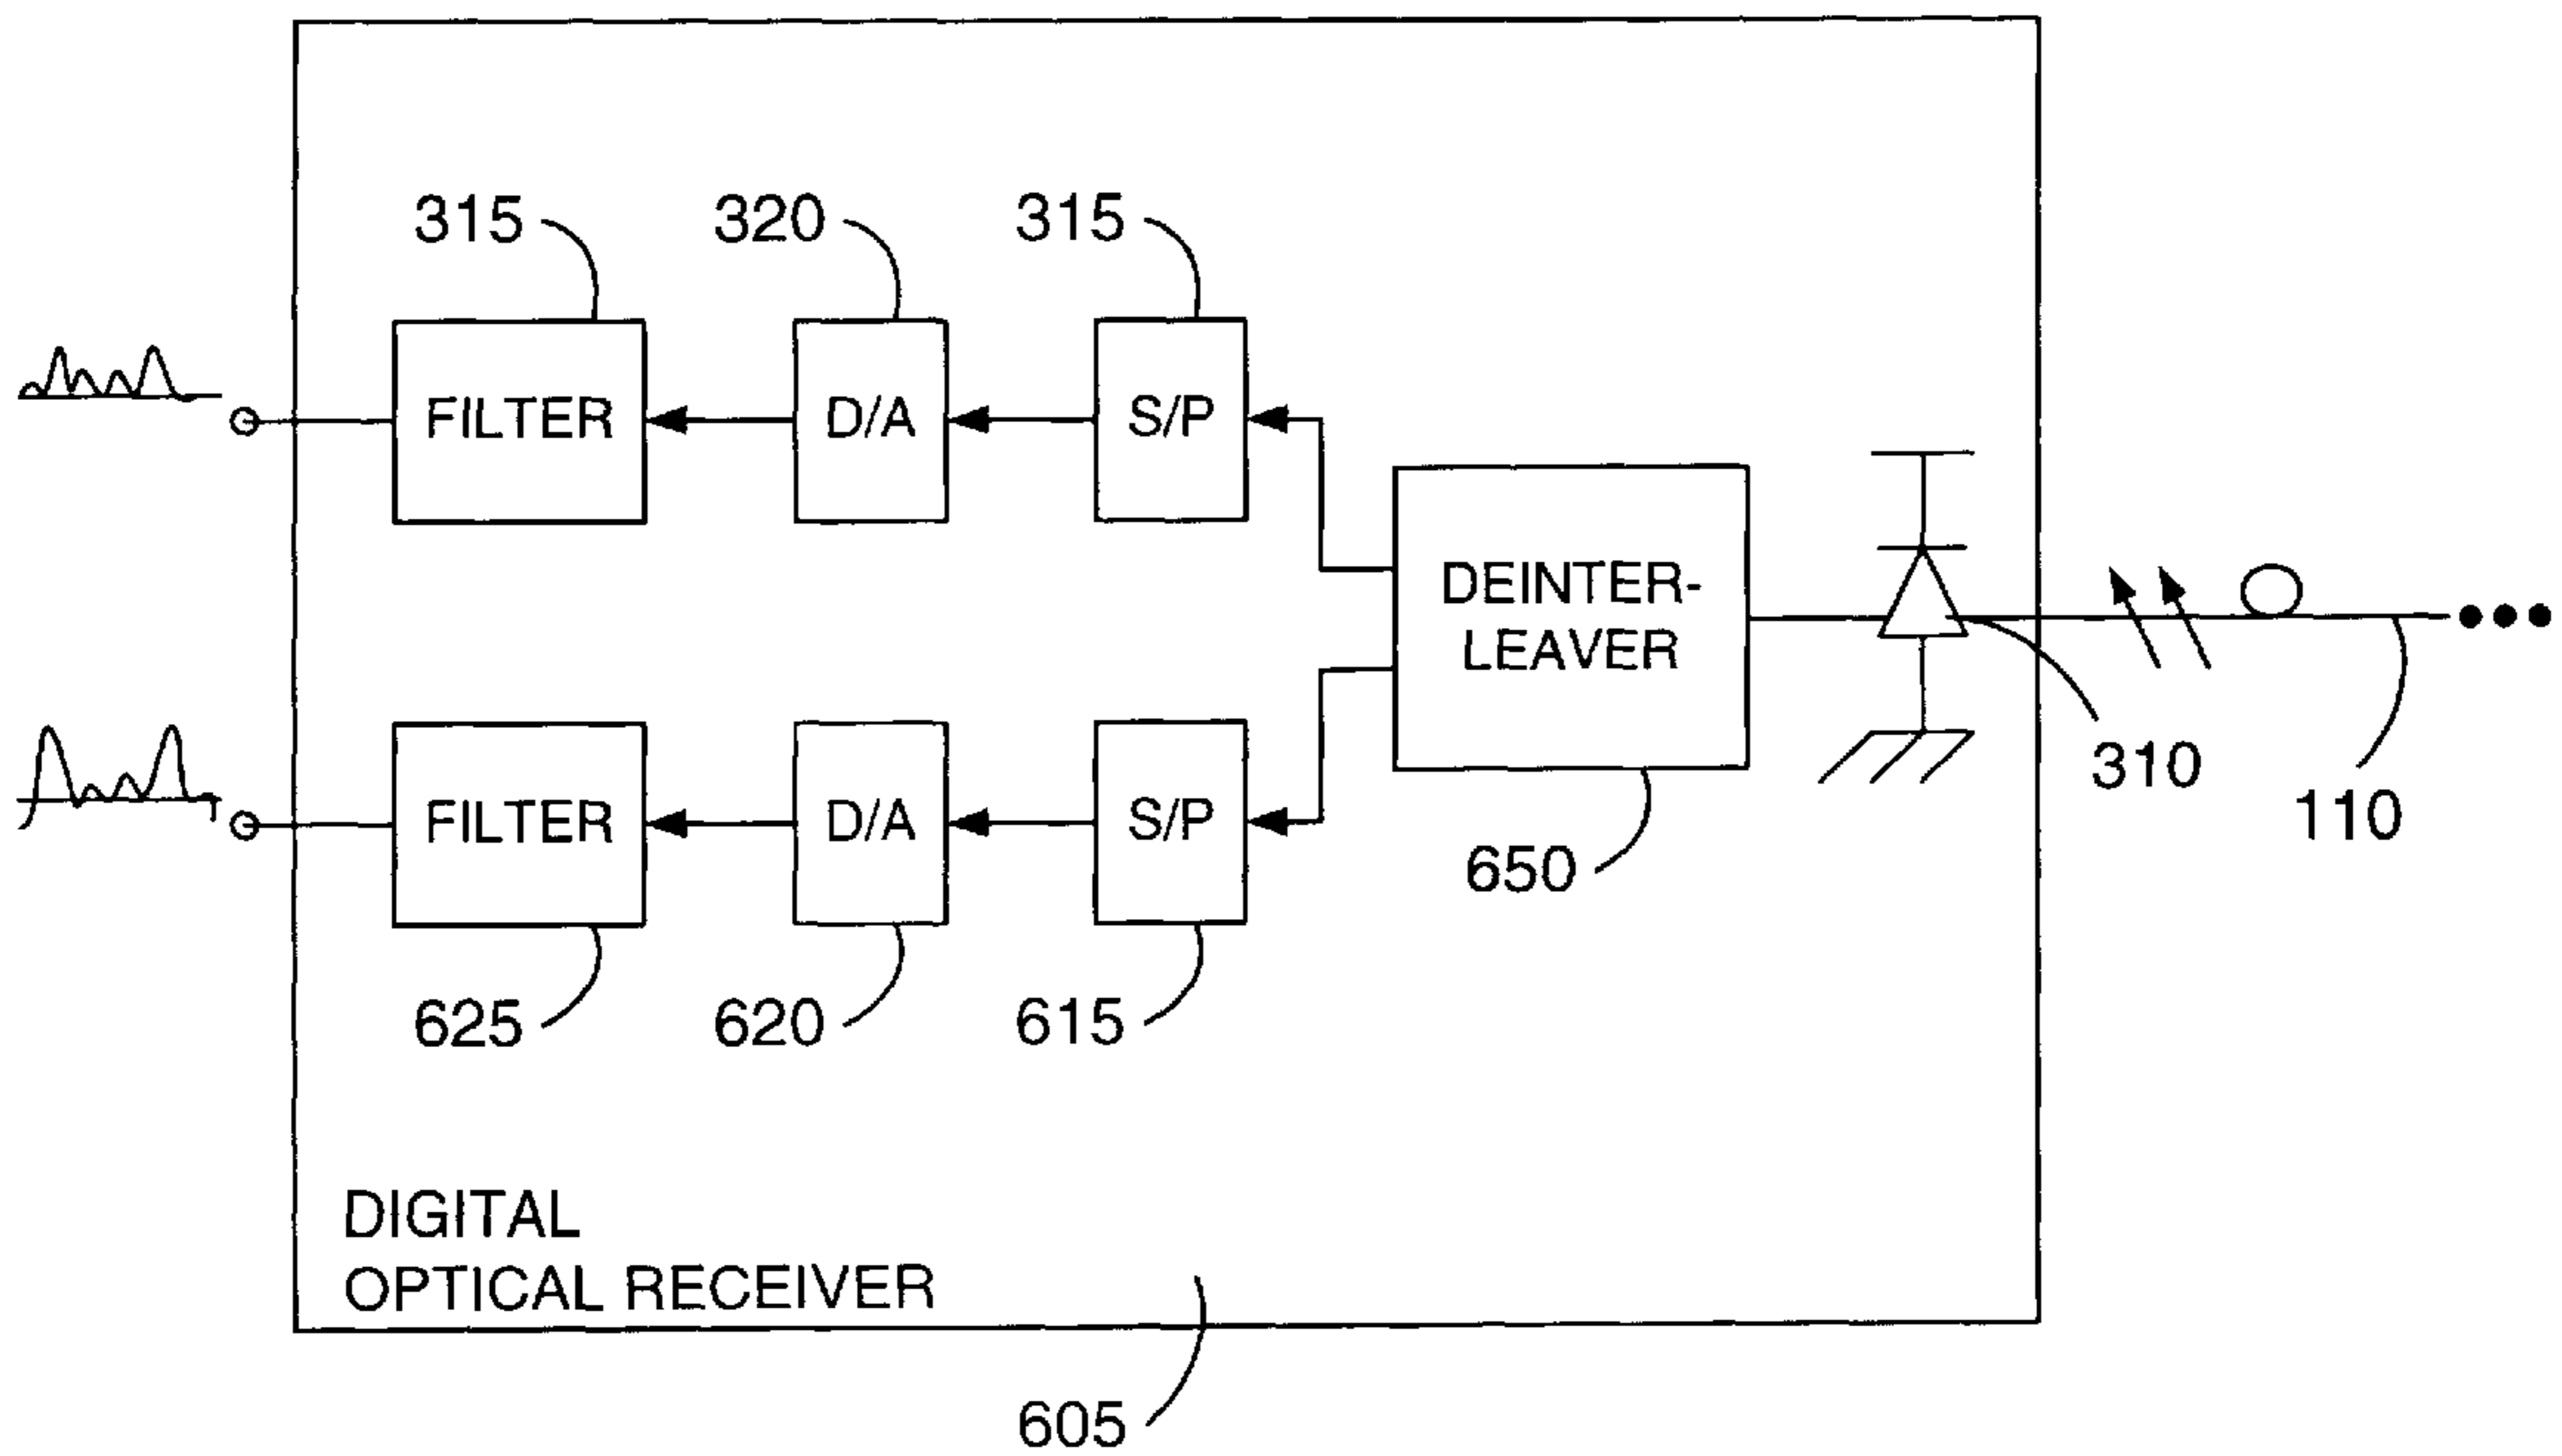 315
320
315
FILTER
D/A
S/P
DEINTER-
LEAVER
310
110
FILTER
D/A
S/P
650
625
620
615
DIGITAL
OPTICAL RECEIVER
605